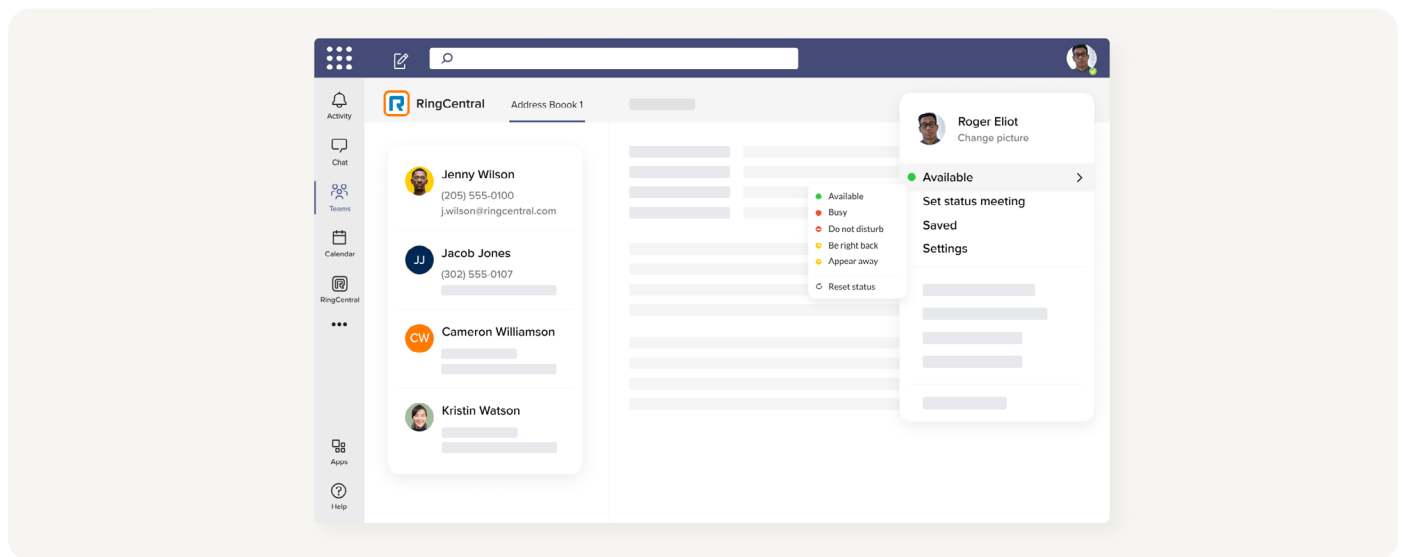 Activity
Chat
Teams
Calendar
RingCentral
Apps
Help
RingCentral
Address Boook 1
Jenny Wilson
(205) 555-0100
j.wilson@ringcentral.com
JJ
Jacob Jones
(302) 555-0107
CW
Cameron Williamson
Kristin Watson
Available
Busy
Do not disturb
Be right back
Appear away
Reset status
Roger Eliot
Change picture
Available
Set status meeting
Saved
Settings